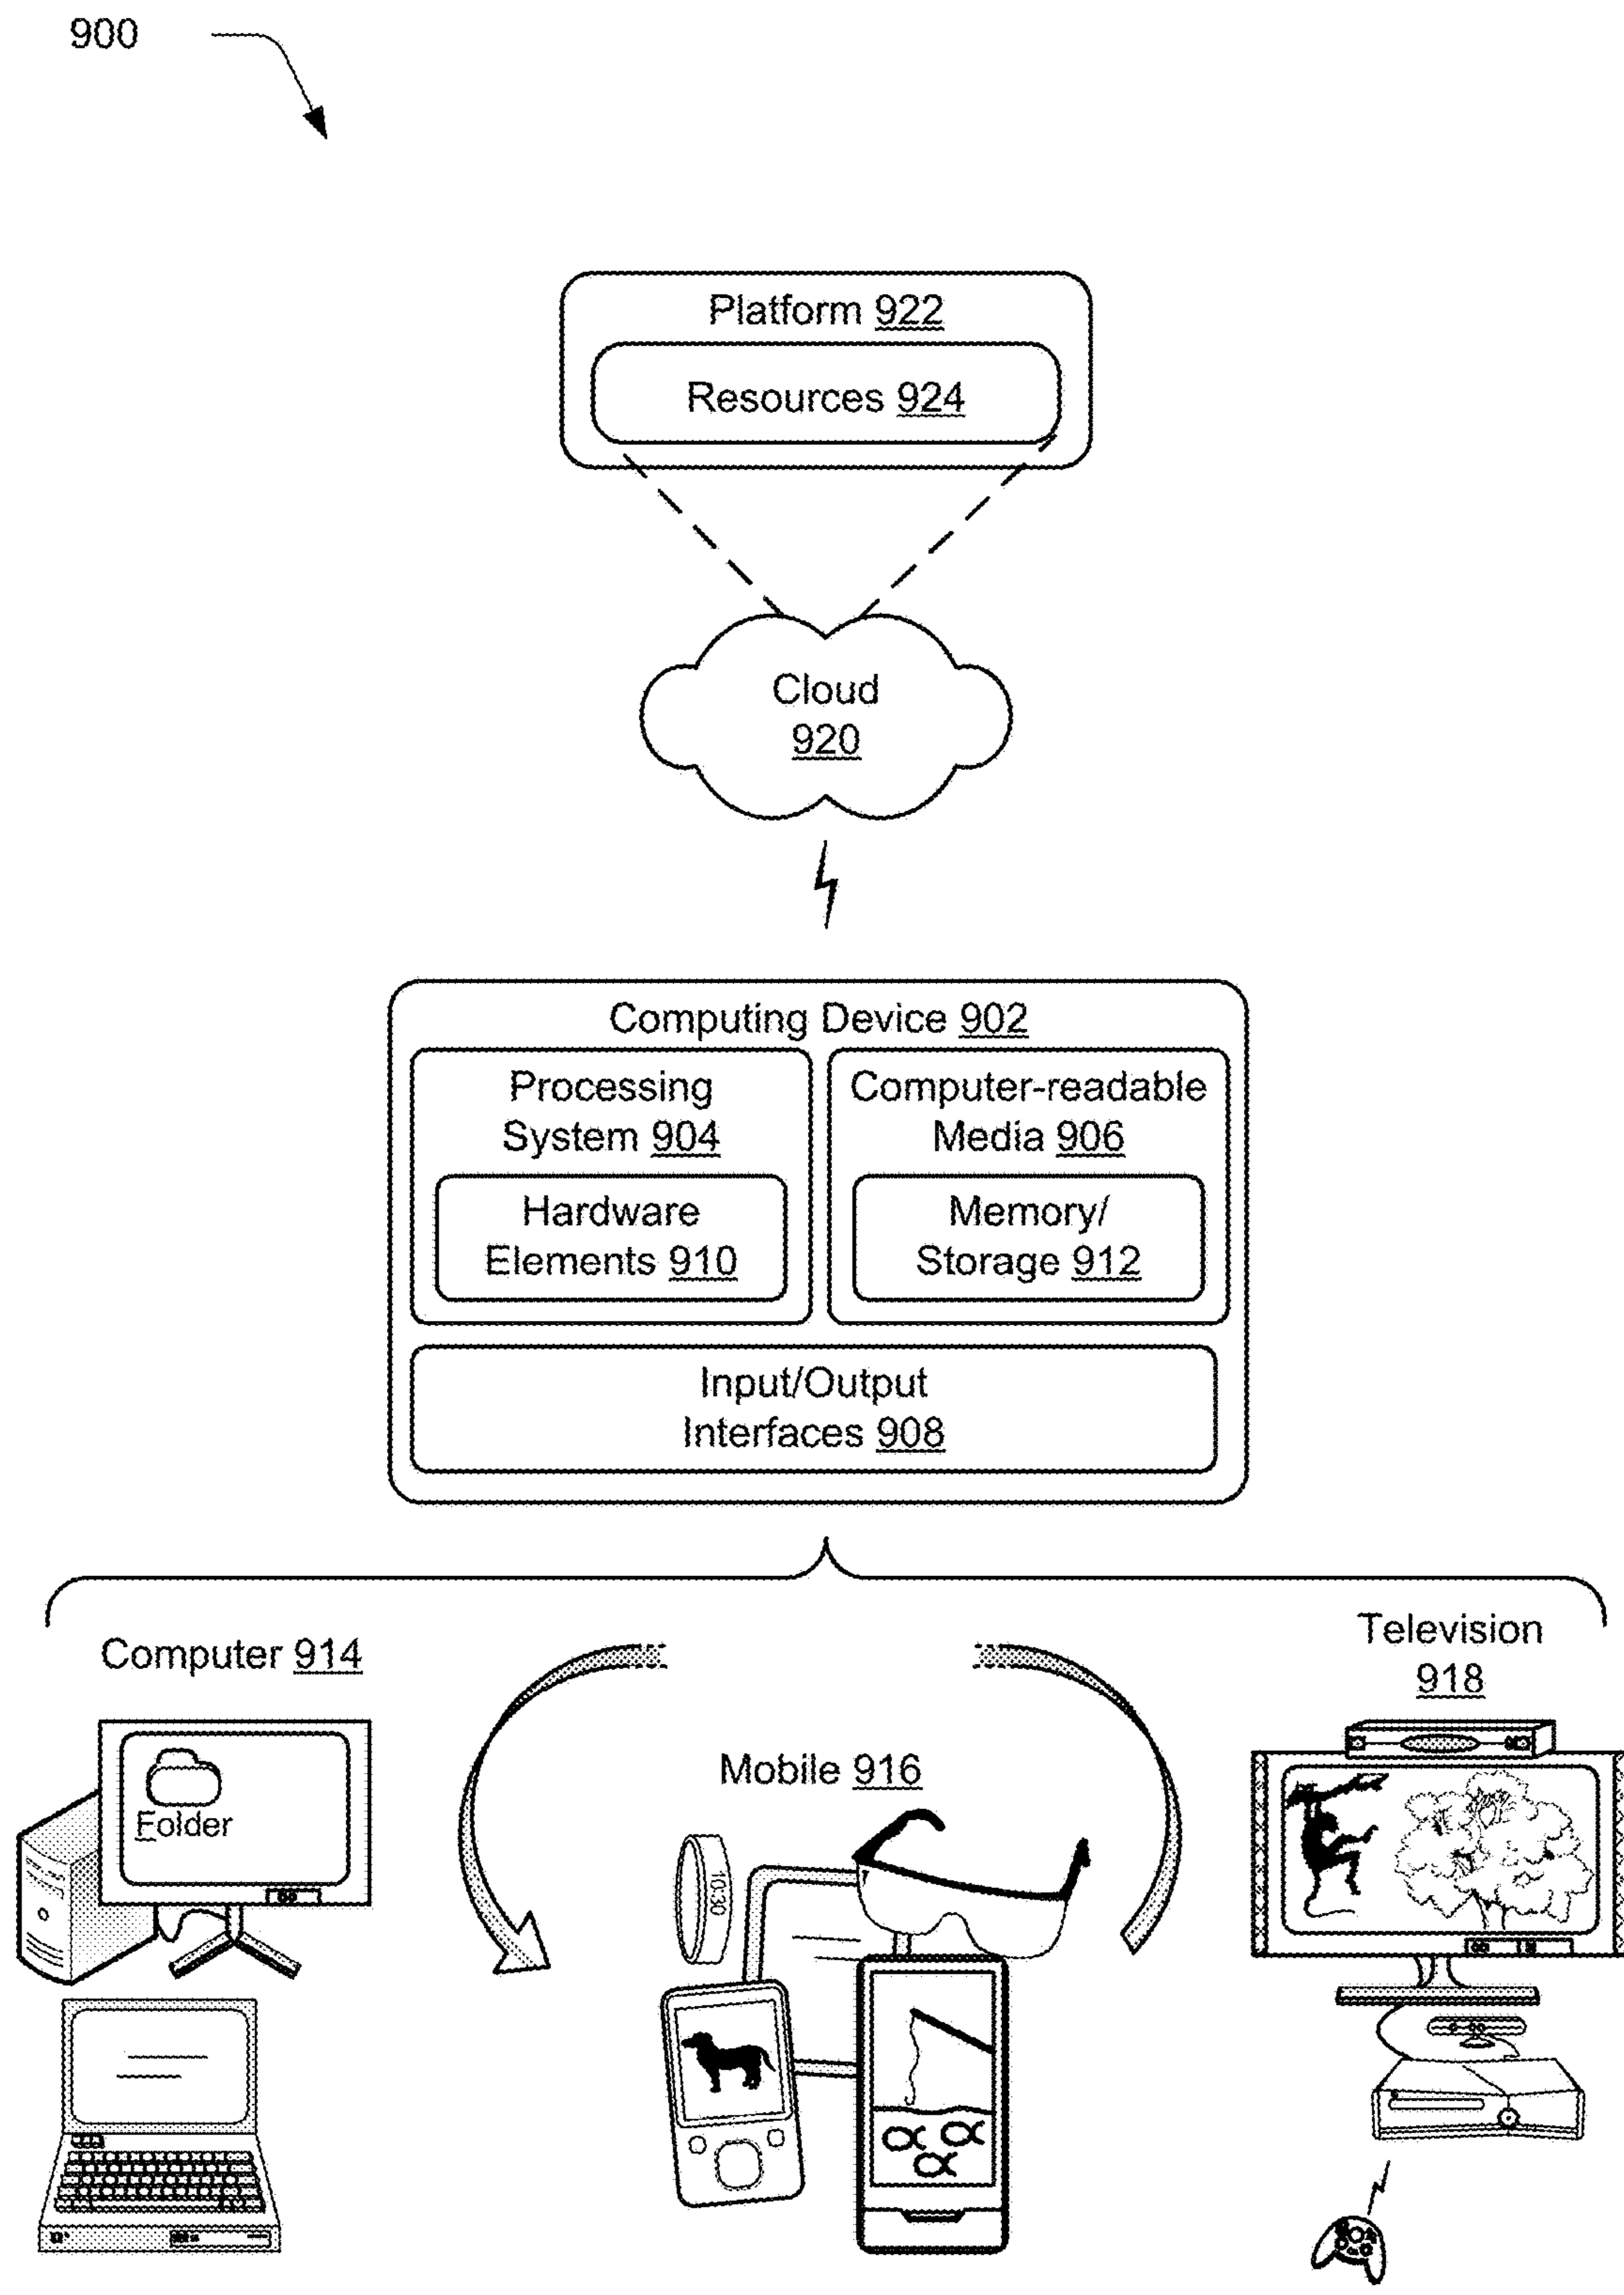 900
Platform 922
Resources 924
Cloud
920
Computing Device 902
Processing
System 904
Computer-readable
Media 906
Hardware
Elements 910
Memory/
Storage 912
Input/Output
Interfaces 908
Computer 914
Television
918
Mobile 916
Folder
10:30